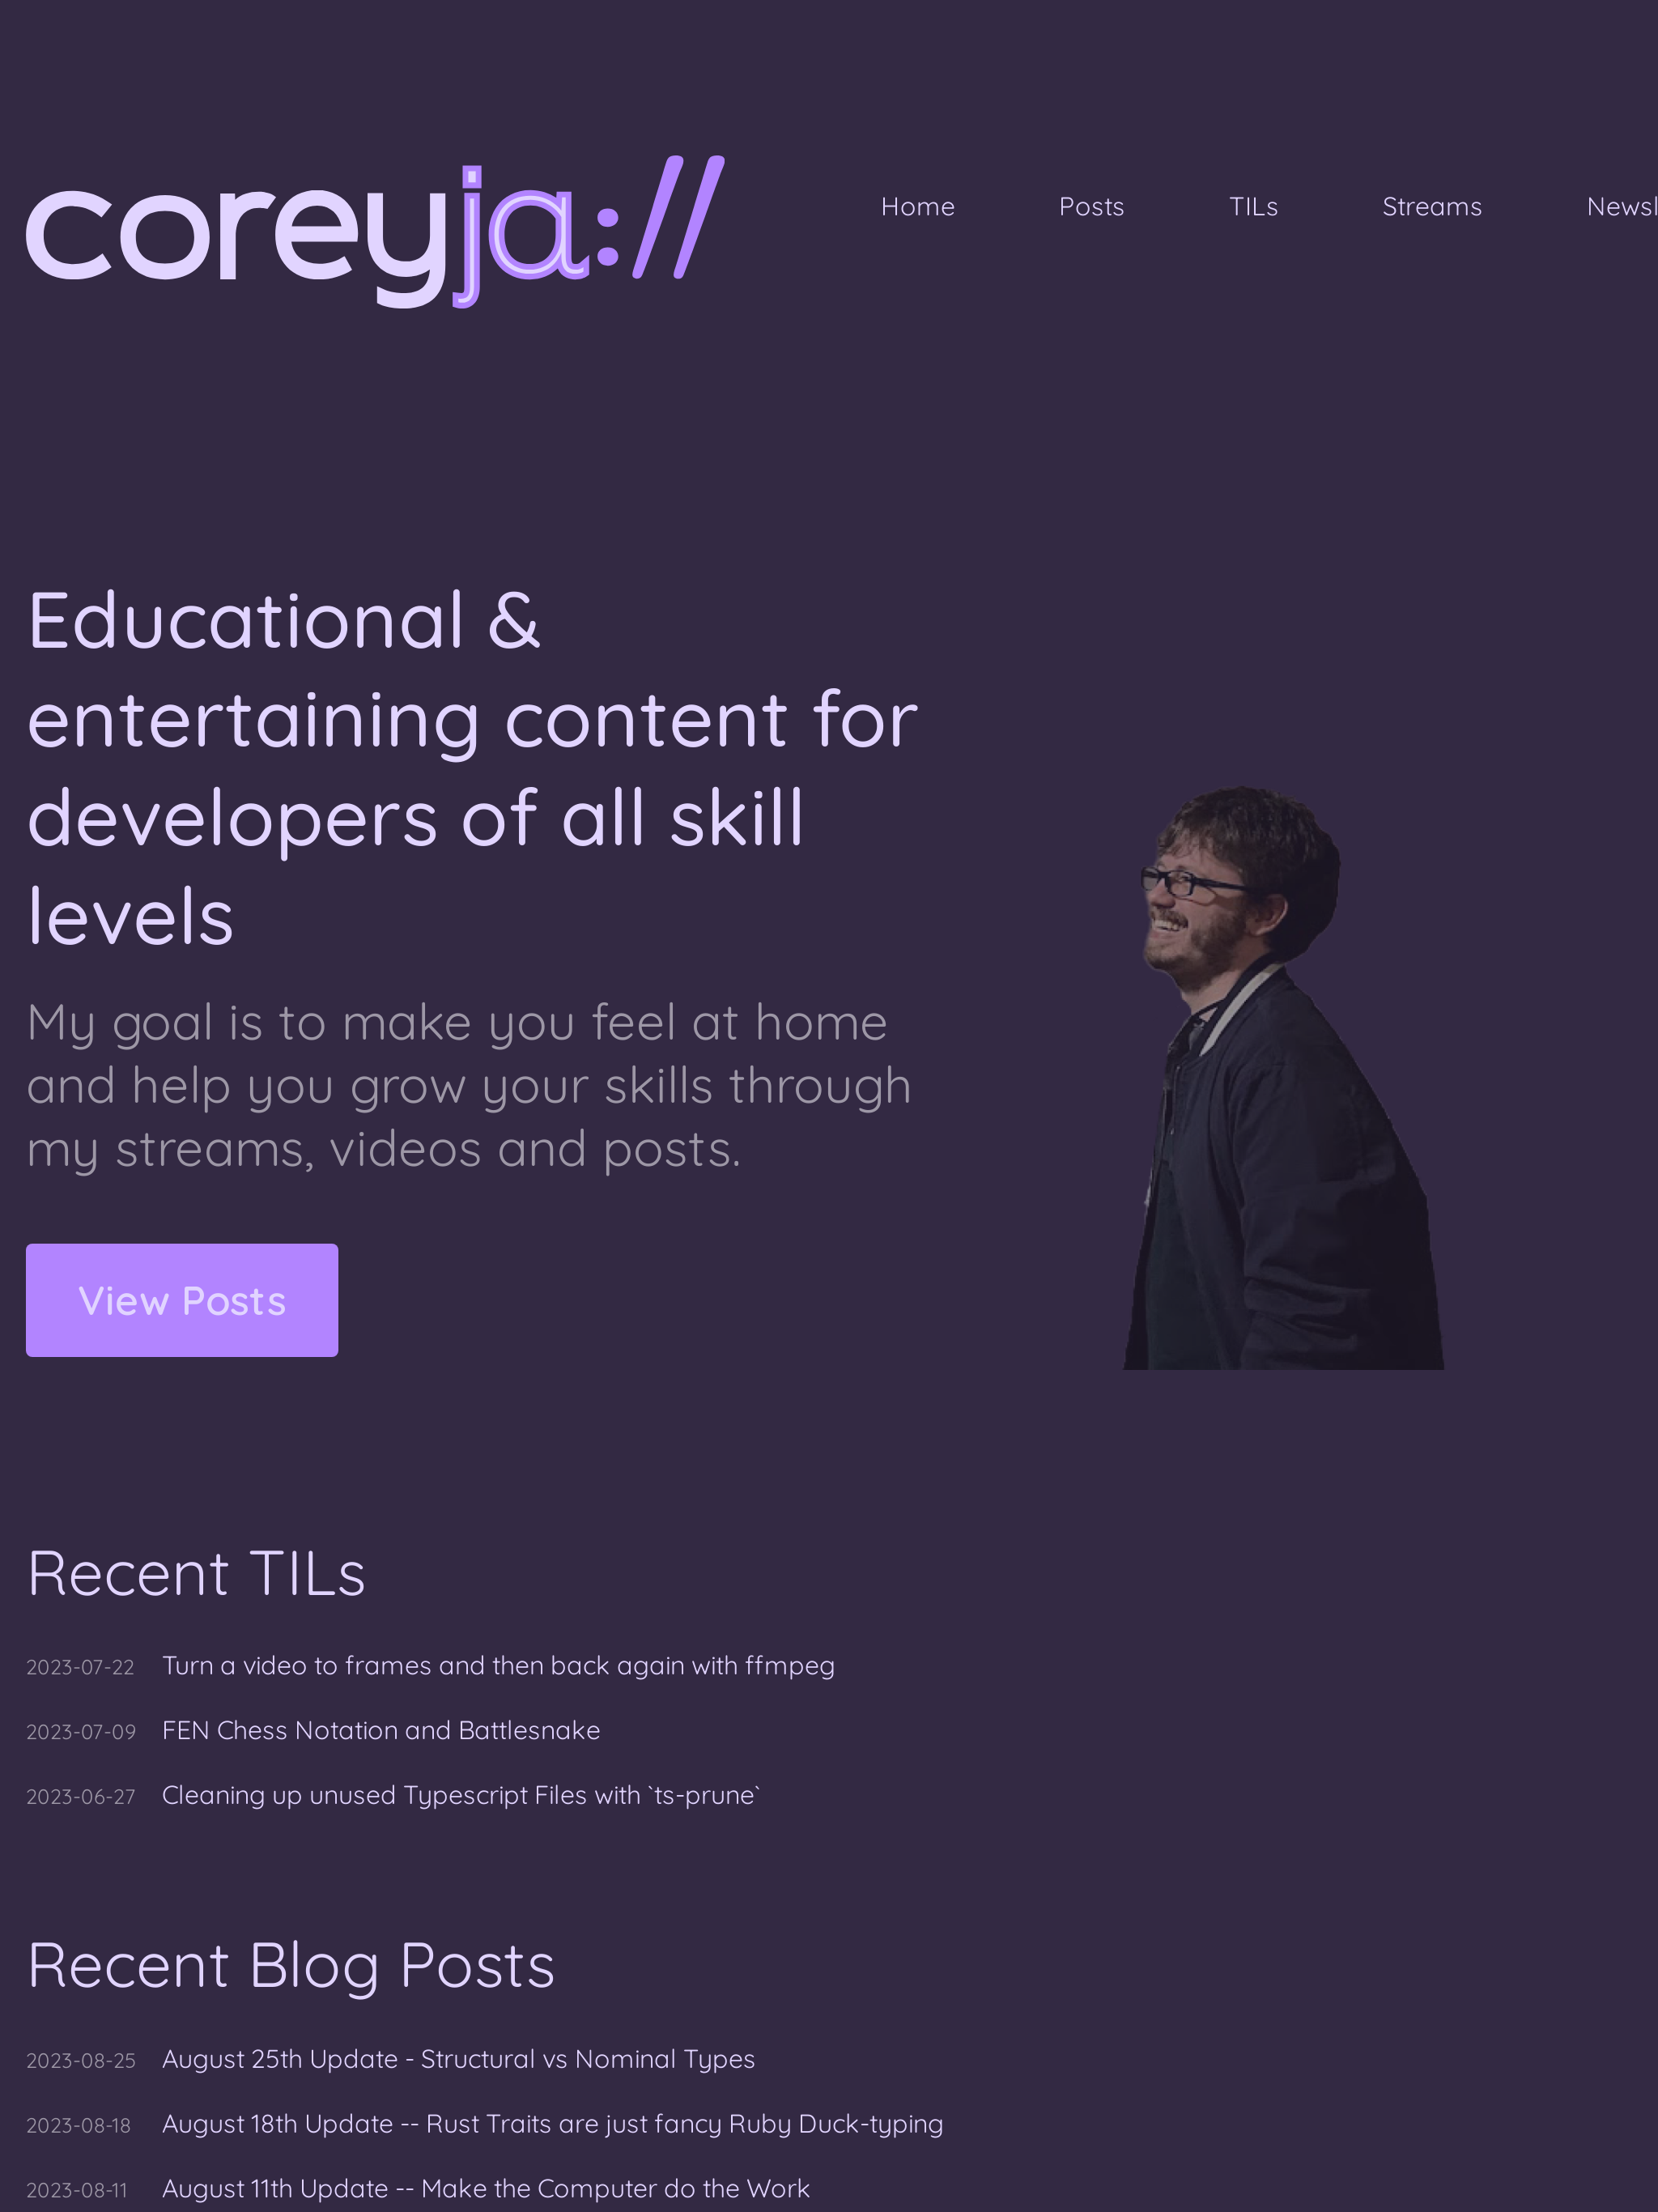 coreyja://
Home Posts TILs Streams Newsl
Educational &
entertaining content for
developers of all skill
levels
My goal is to make you feel at home
and help you grow your skills through
my streams, videos and posts.
View Posts
Recent TILs
2023-07-22 Turn a video to frames and then back again with ffmpeg
2023-07-09 FEN Chess Notation and Battlesnake
2023-06-27 Cleaning up unused Typescript Files with `ts-prune`
Recent Blog Posts
2023-08-25 August 25th Update - Structural vs Nominal Types
2023-08-18 August 18th Update -- Rust Traits are just fancy Ruby Duck-typing
2023-08-11 August 11th Update -- Make the Computer do the Work